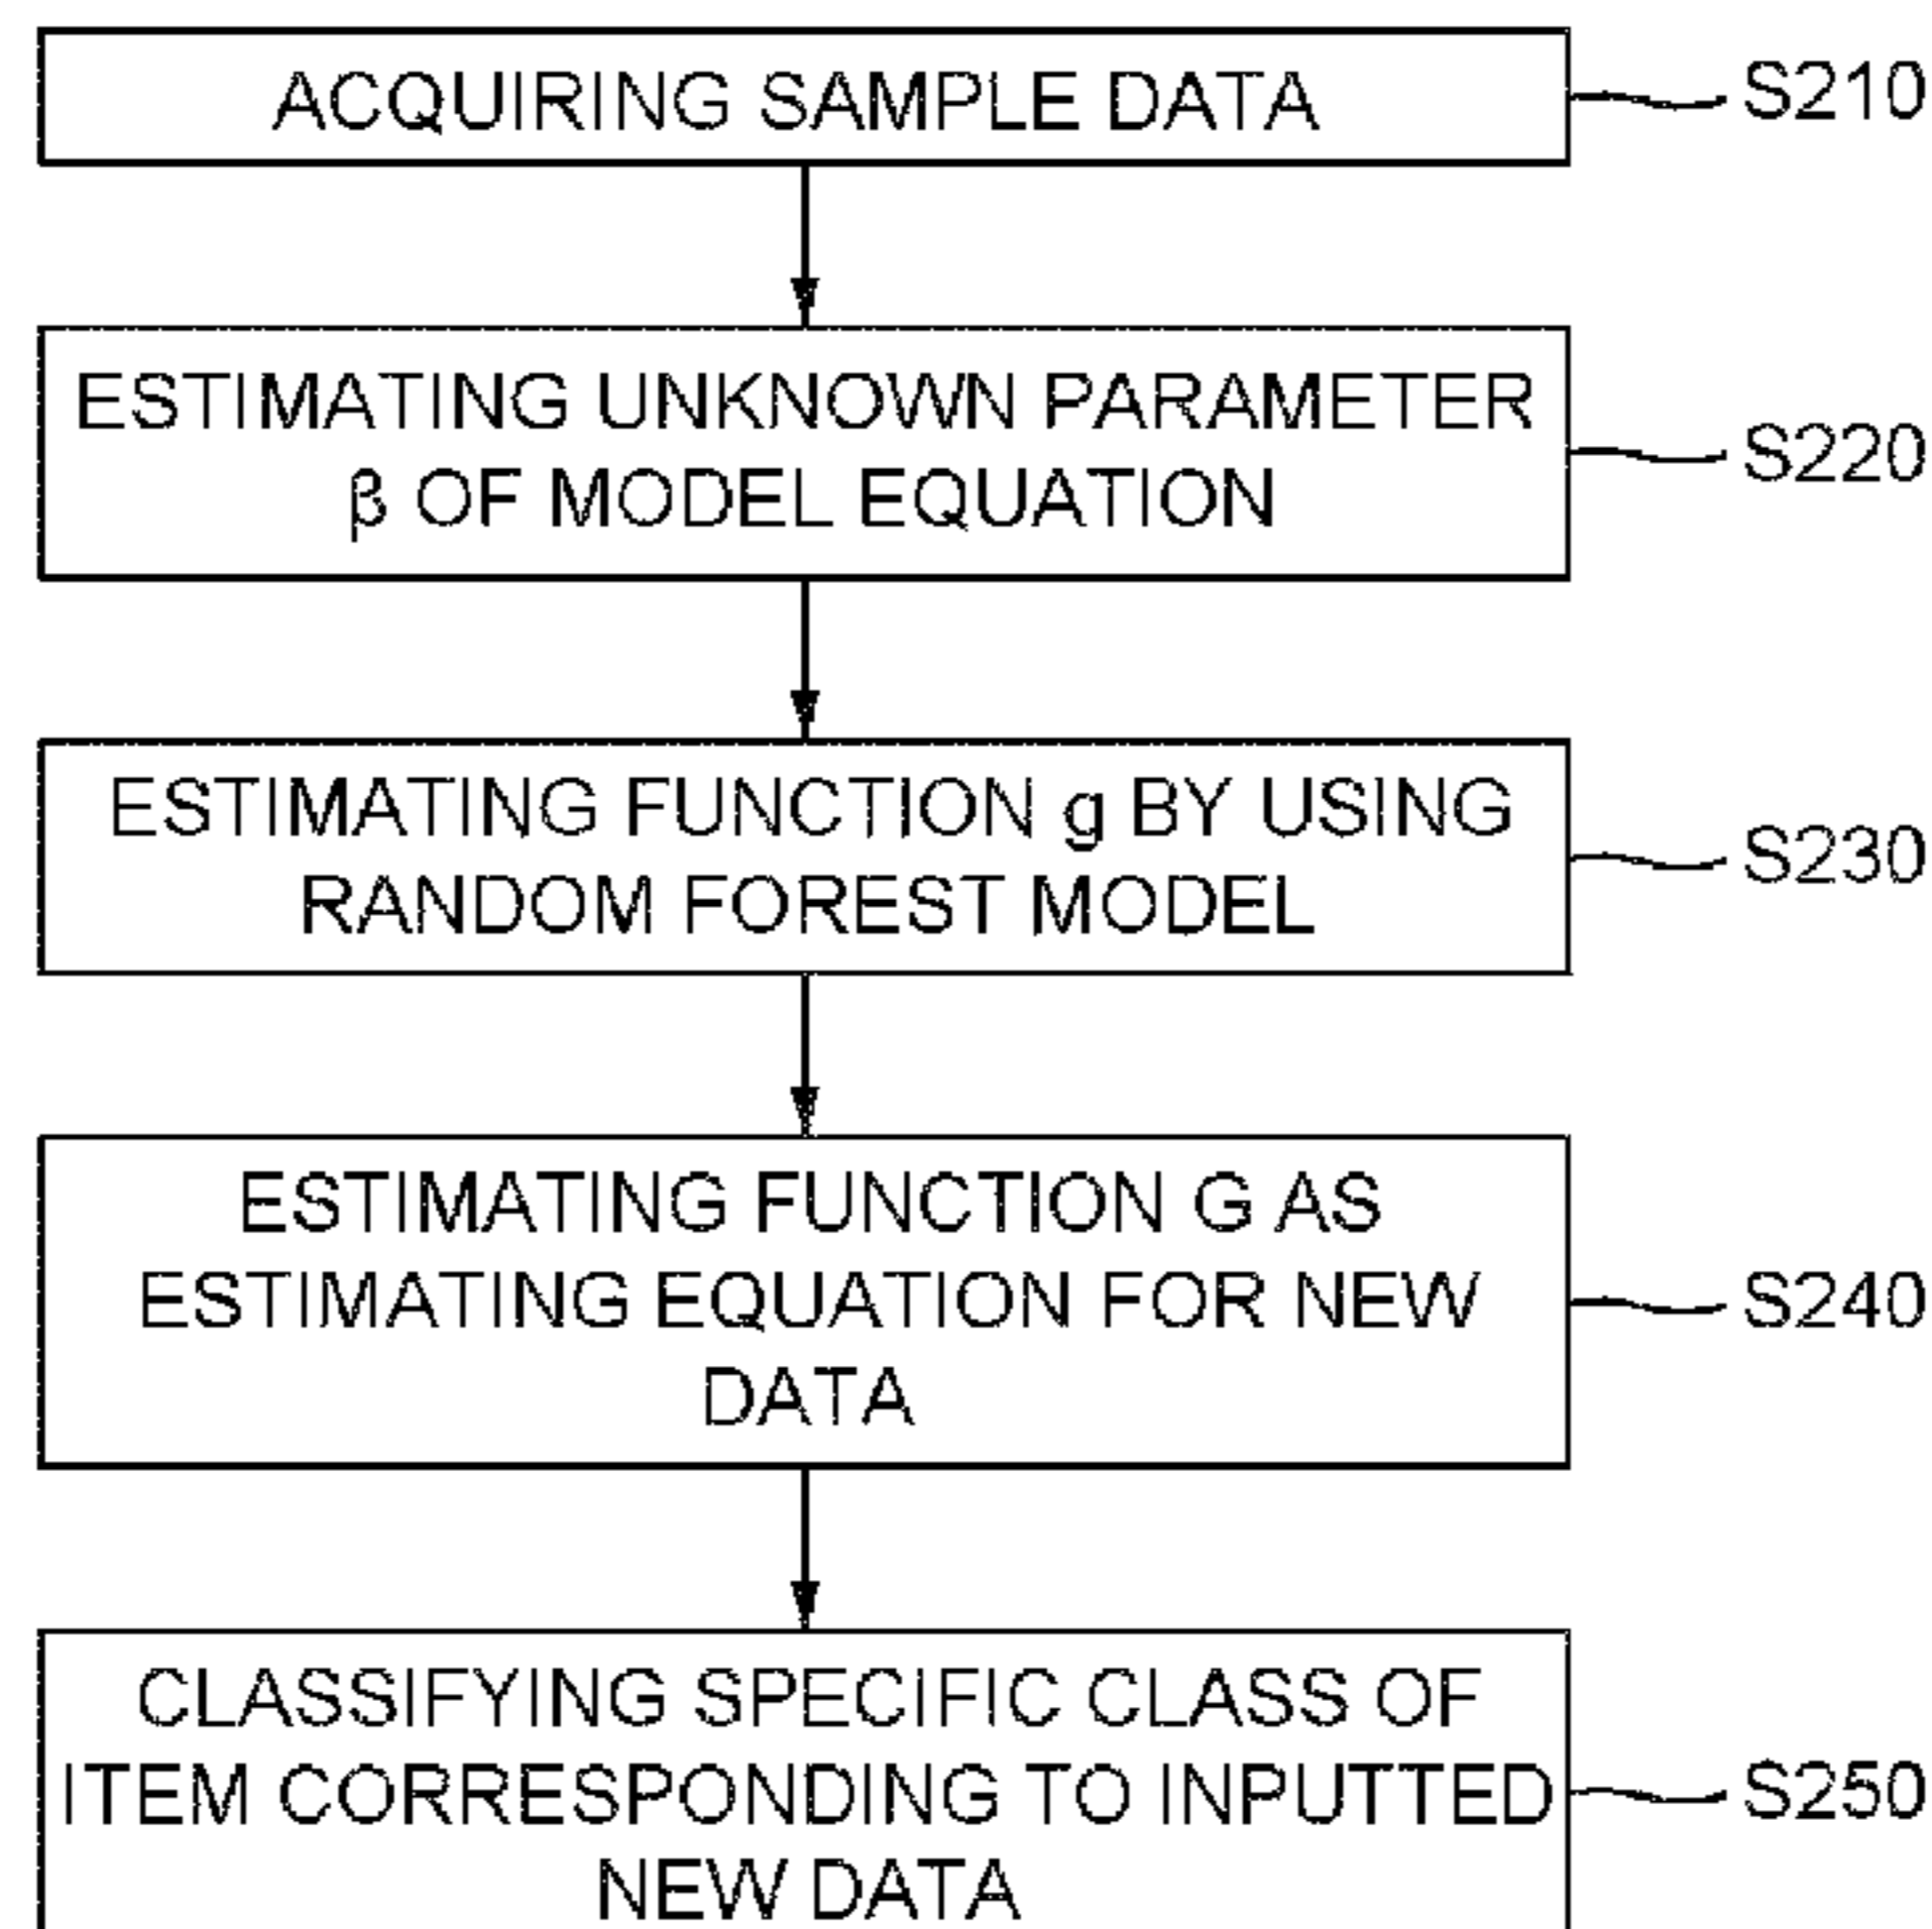 ACQUIRING SAMPLE DATA
S210
ESTIMATING UNKNOWN PARAMETER
β OF MODEL EQUATION
S220
ESTIMATING FUNCTION g BY USING
RANDOM FOREST MODEL
S230
ESTIMATING FUNCTION G AS
ESTIMATING EQUATION FOR NEW
DATA
S240
CLASSIFYING SPECIFIC CLASS OF
ITEM CORRESPONDING TO INPUTTED
NEW DATA
S250